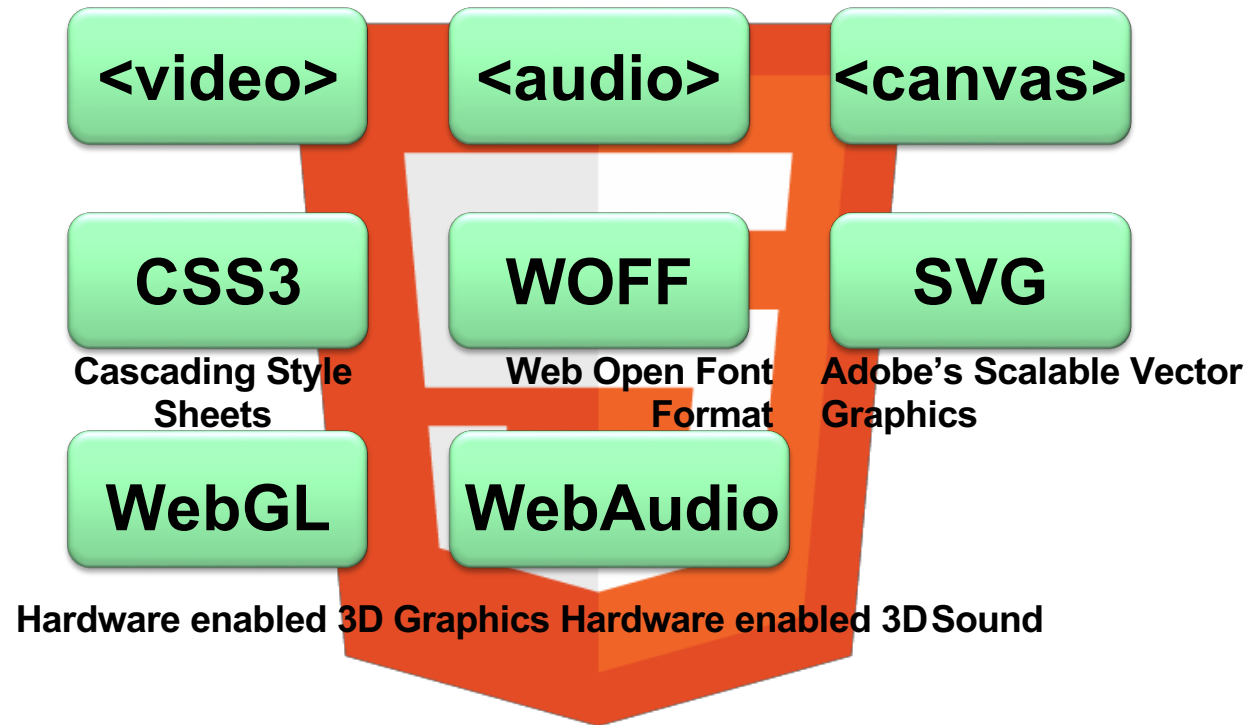 <video> <audio> <canvas>
CSS3 WOFF SVG
Cascading Style
Sheets
Web Open Font
Format
Adobe’s Scalable Vector
Graphics
WebGL WebAudio
Hardware enabled 3D Graphics Hardware enabled 3D Sound